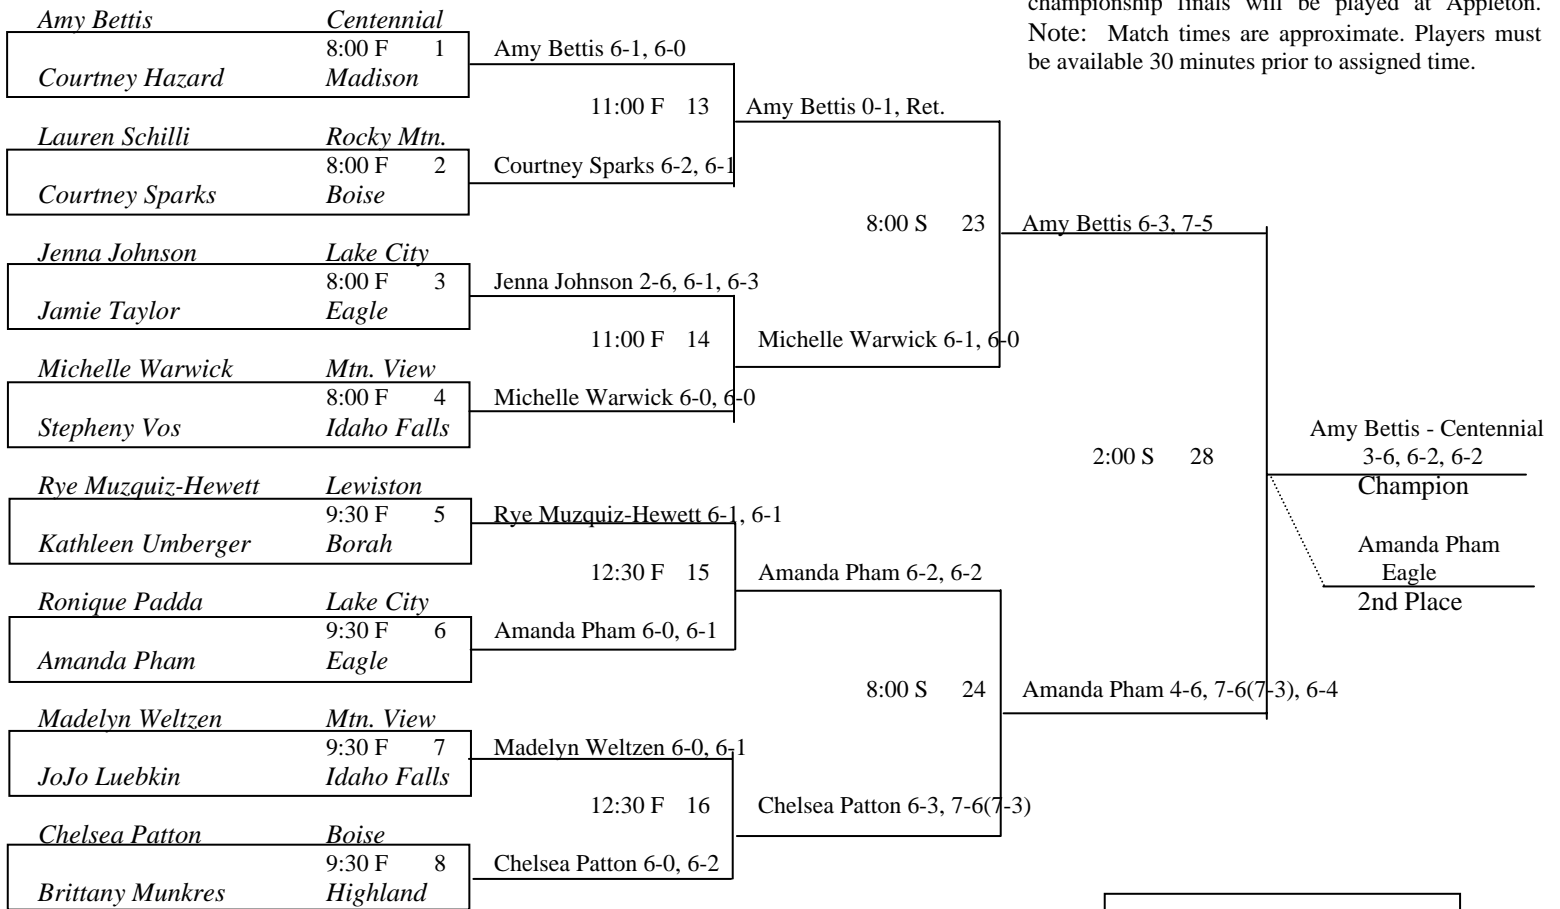 championship finals will be played at Appleton.
Note: Match times are approximate. Players must
be available 30 minutes prior to assigned time.
Amy Bettis Centennial
8:00 F 1 Amy Bettis 6-1, 6-0
Courtney Hazard Madison
11:00 F 13 Amy Bettis 0-1, Ret.
Lauren Schilli Rocky Mtn.
8:00 F 2 Courtney Sparks 6-2, 6-1
Courtney Sparks Boise
8:00 S 23 Amy Bettis 6-3, 7-5
Jenna Johnson Lake City
8:00 F 3 Jenna Johnson 2-6, 6-1, 6-3
Jamie Taylor Eagle
11:00 F 14 Michelle Warwick 6-1, 6-0
Michelle Warwick Mtn. View
8:00 F 4 Michelle Warwick 6-0, 6-0
Stepheny Vos Idaho Falls
Amy Bettis - Centennial
2:00 S 28 3-6, 6-2, 6-2
Champion
Rye Muzquiz-Hewett Lewiston
9:30 F 5 Rye Muzquiz-Hewett 6-1, 6-1
Kathleen Umberger Borah
Amanda Pham
12:30 F 15 Amanda Pham 6-2, 6-2
Eagle
2nd Place
Ronique Padda Lake City
9:30 F 6 Amanda Pham 6-0, 6-1
Amanda Pham Eagle
8:00 S 24 Amanda Pham 4-6, 7-6(7-3), 6-4
Madelyn Weltzen Mtn. View
9:30 F 7 Madelyn Weltzen 6-0, 6-1
JoJo Luebkin Idaho Falls
12:30 F 16 Chelsea Patton 6-3, 7-6(7-3)
Chelsea Patton Boise
9:30 F 8 Chelsea Patton 6-0, 6-2
Brittany Munkres Highland